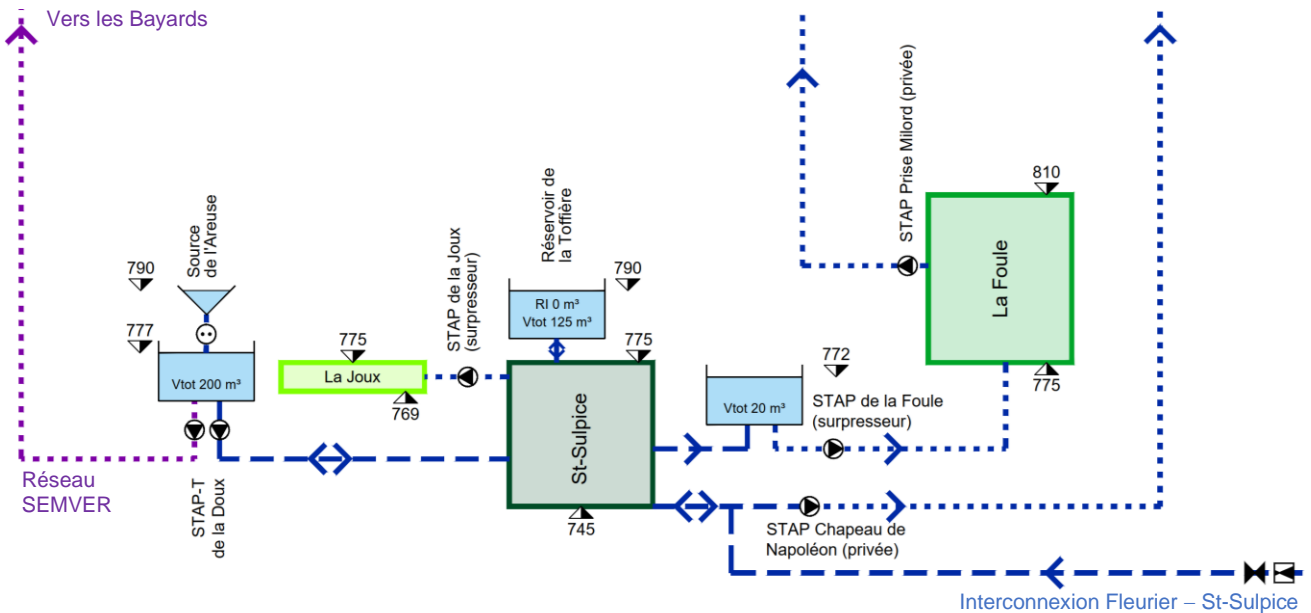 Vers les Bayards
790
Source
de l'Areuse
777
Vtot 200 m³
Réseau
SEMVER
STAP-T
de la Doux
775
La Joux
769
STAP de la Joux
(surpresseur)
Réservoir de
la Toffière
790
RI 0 m³
Vtot 125 m³
775
St-Sulpice
745
772
Vtot 20 m³
STAP de la Foule
(surpresseur)
STAP Prise Milord (privée)
810
La Foule
775
STAP Chapeau de
Napoléon (privée)
Interconnexion Fleurier – St-Sulpice